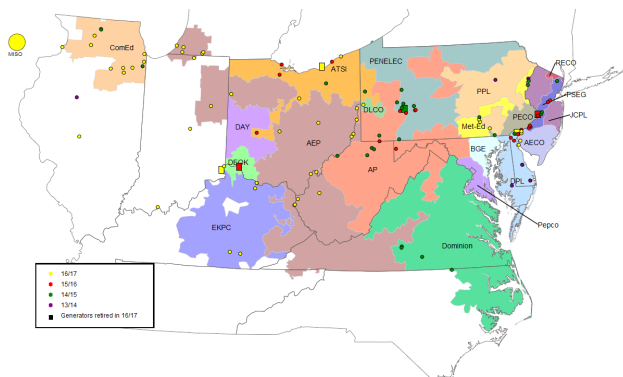 MISO
ComEd
ATSI
PENELEC
RECO
PPL
PSEG
DLCO
PECO
JCPL
DAY
Met-Ed
AECO
AEP
BGE
DEOK
AP
DPL
EKPC
Pepco
Dominion
16/17
15/16
14/15
13/14
Generators retired in 16/17